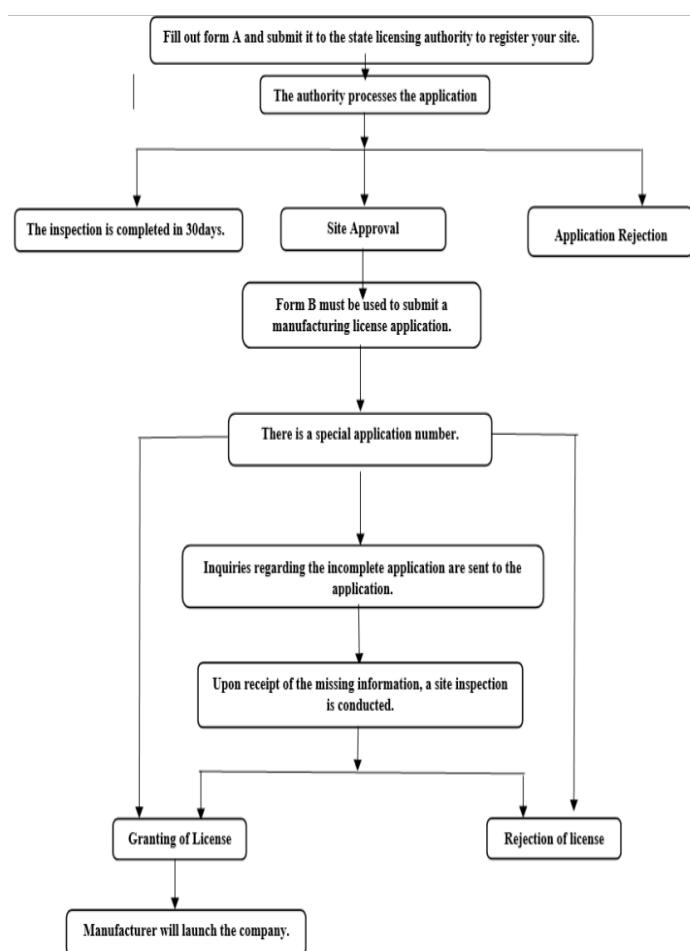 Fill out form A and submit it to the state licensing authority to register your site.
The authority processes the application
The inspection is completed in 30days.
Site Approval
Application Rejection
Form B must be used to submit a
manufacturing license application.
There is a special application number.
Inquiries regarding the incomplete application are sent to the
application.
Upon receipt of the missing information, a site inspection
is conducted.
Granting of License
Rejection of license
Manufacturer will launch the company.